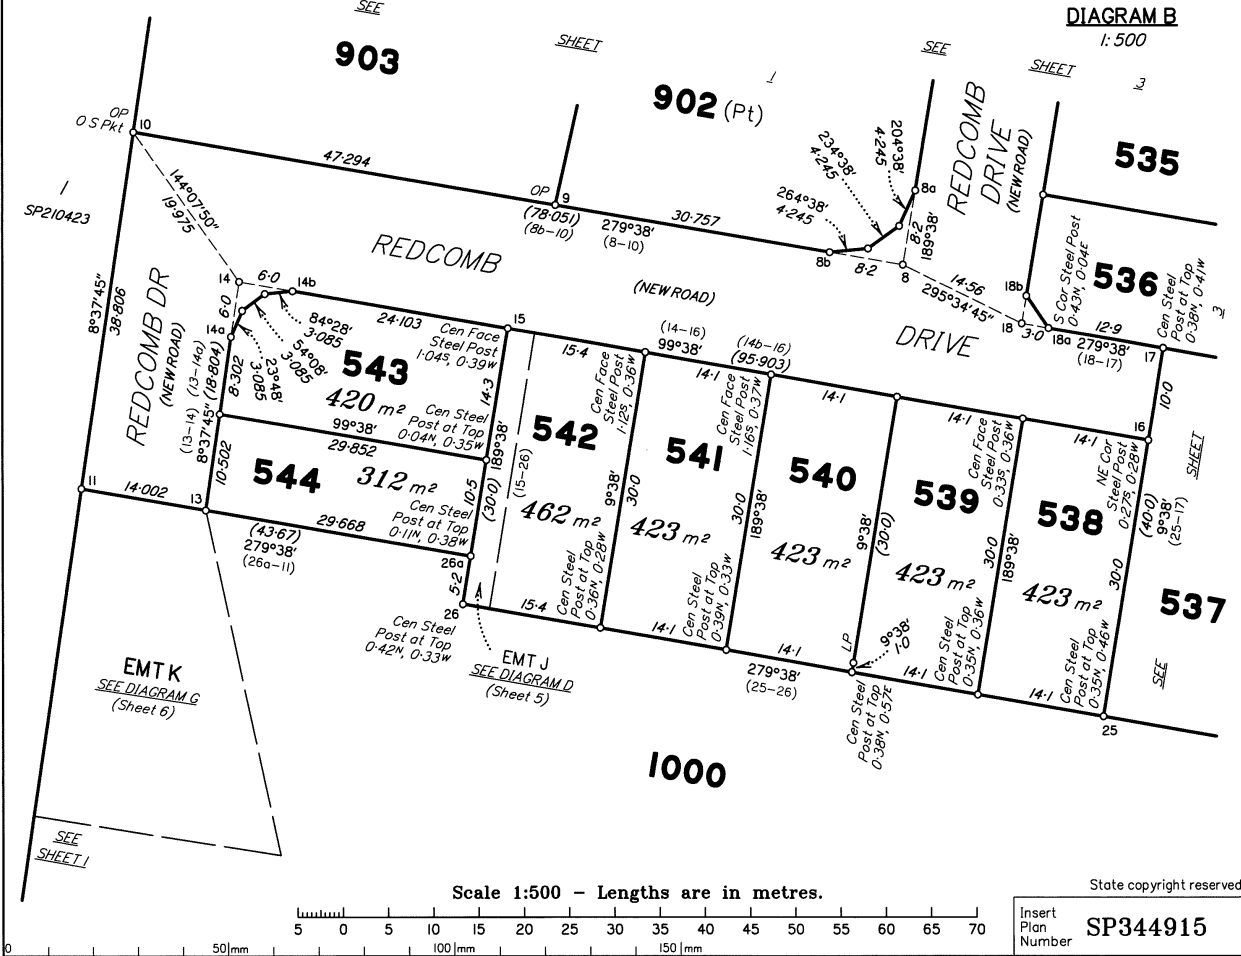 DIAGRAM B
1:500
SEE
SHEET
1
SEE
SHEET
3
903
902 (Pt)
535
536
537
OP
O S Pkt
10
47·294
OP
9
(78·051)
(8b-10)
279°38'
(8-10)
30·757
264°38'
4·245
234°38'
4·245
204°38'
4·245
8a
8b
8·2
8
8·2
189°38'
REDCOMB
DRIVE
(NEW ROAD)
14·56
295°34'45"
18b
18
3·0
18a
S Cor Steel Post
0·43N, 0·04E
12·9
279°38'
(18-17)
17
Cen Steel
Post at Top
0·38N, 0·41W
3
1
SP210423
144°07'50"
19·975
8°37'45"
38·806
REDCOMB DR
(NEW ROAD)
REDCOMB
(NEW ROAD)
DRIVE
14
6·0
14b
6·0
14a
84°28'
3·085
54°08'
3·085
23°48'
3·085
24·103
15
Cen Face
Steel Post
1·04S, 0·39W
543
420 m²
(13-14)
8°37'45"
(13-14a)
(18·804)
8·302
10·502
99°38'
29·852
14·3
189°38'
Cen Steel
Post at Top
0·04N, 0·35W
544
312 m²
10·5
(30·0)
(15-26)
Cen Steel
Post at Top
0·11N, 0·38W
11
14·002
13
29·668
(43·67)
279°38'
(26a-11)
26a
5·2
26
Cen Steel
Post at Top
0·42N, 0·33W
15·4
(14-16)
99°38'
(14b-16)
(95·903)
14·1
14·1
14·1
14·1
16
10·0
Cen Face
Steel Post
1·12S, 0·36W
542
462 m²
9°38'
30·0
Cen Steel
Post at Top
0·36N, 0·28W
15·4
Cen Face
Steel Post
1·16S, 0·37W
541
423 m²
30·0
189°38'
Cen Steel
Post at Top
0·39N, 0·33W
14·1
540
423 m²
9°38'
(30·0)
LP
9°38'
1·0
14·1
279°38'
(25-26)
Cen Steel
Post at Top
0·38N, 0·57E
Cen Face
Steel Post
0·33S, 0·36W
539
423 m²
30·0
189°38'
Cen Steel
Post at Top
0·35N, 0·36W
14·1
NE Cor
Steel Post
0·27S, 0·28W
538
423 m²
30·0
(40·0)
9°38'
(25-17)
Cen Steel
Post at Top
0·35N, 0·46W
14·1
25
SHEET
SEE
EMT K
SEE DIAGRAM G
(Sheet 6)
EMT J
SEE DIAGRAM D
(Sheet 5)
1000
SEE
SHEET 1
Scale 1:500 – Lengths are in metres.
5 0 5 10 15 20 25 30 35 40 45 50 55 60 65 70
0 50 mm 100 mm 150 mm
State copyright reserved
Insert
Plan
Number
SP344915